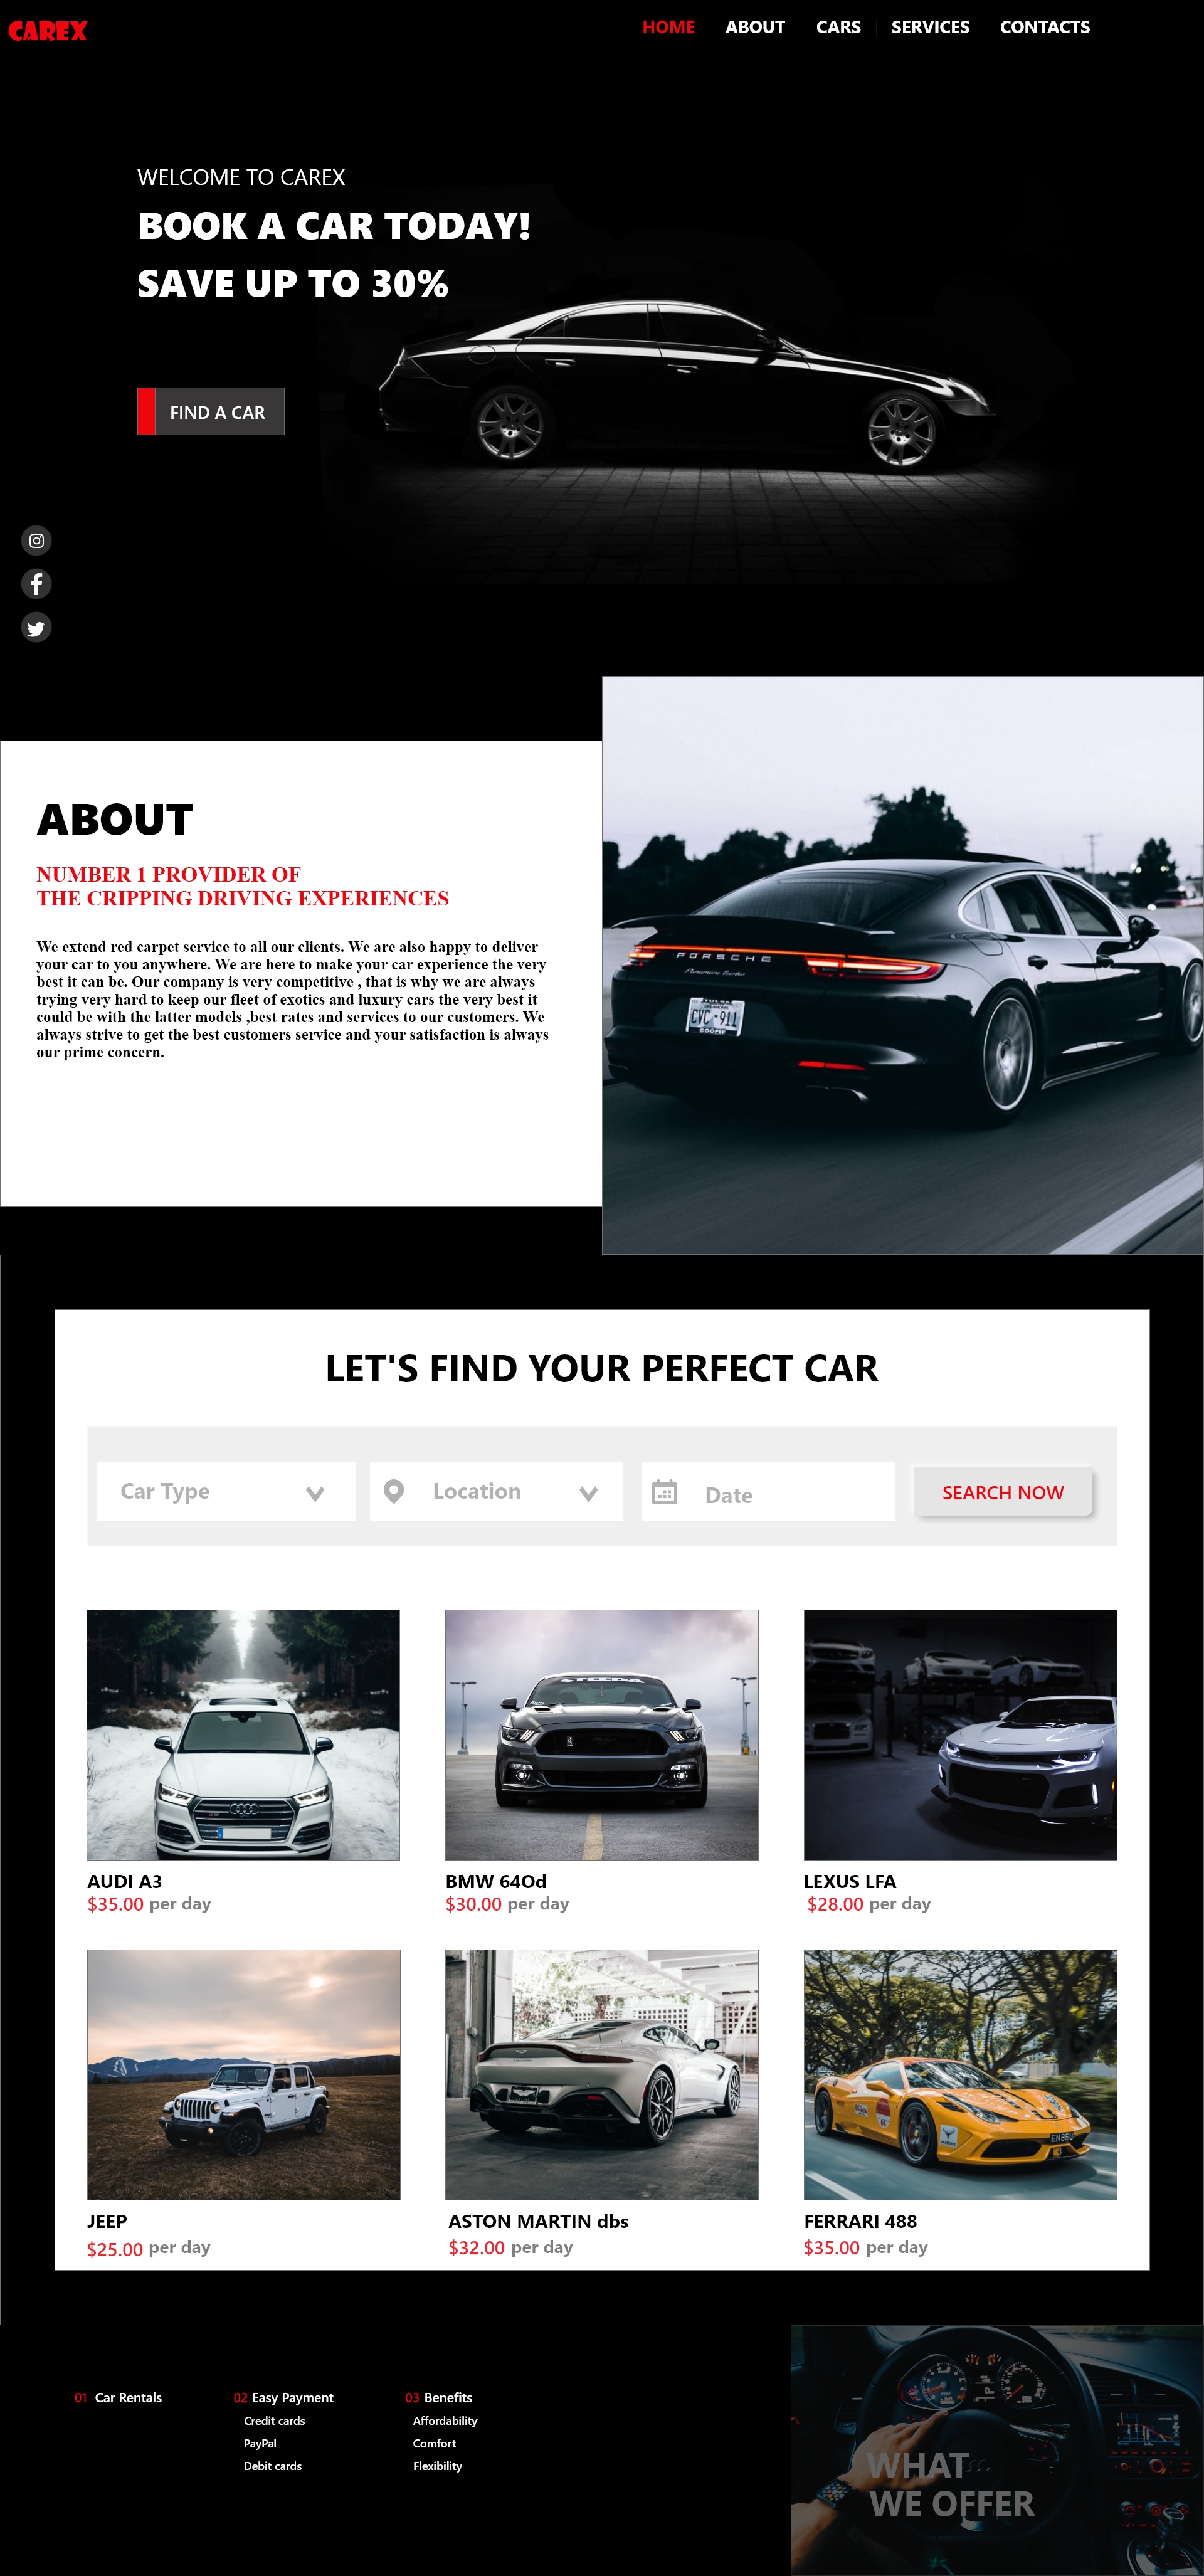 CAREX
HOME ABOUT CARS SERVICES CONTACTS
WELCOME TO CAREX
BOOK A CAR TODAY!
SAVE UP TO 30%
FIND A CAR
ABOUT
NUMBER 1 PROVIDER OF
THE CRIPPING DRIVING EXPERIENCES
We extend red carpet service to all our clients. We are also happy to deliver
your car to you anywhere. We are here to make your car experience the very
best it can be. Our company is very competitive , that is why we are always
trying very hard to keep our fleet of exotics and luxury cars the very best it
could be with the latter models ,best rates and services to our customers. We
always strive to get the best customers service and your satisfaction is always
our prime concern.
PORSCHE
Panamera turbo
CVC-911
COOPER
LET'S FIND YOUR PERFECT CAR
Car Type
Location
Date
SEARCH NOW
STEEDA
AUDI A3
$35.00 per day
BMW 64Od
$30.00 per day
LEXUS LFA
$28.00 per day
JEEP
$25.00 per day
ASTON MARTIN dbs
$32.00 per day
FERRARI 488
$35.00 per day
01 Car Rentals
02 Easy Payment
Credit cards
PayPal
Debit cards
03 Benefits
Affordability
Comfort
Flexibility
WHAT
WE OFFER